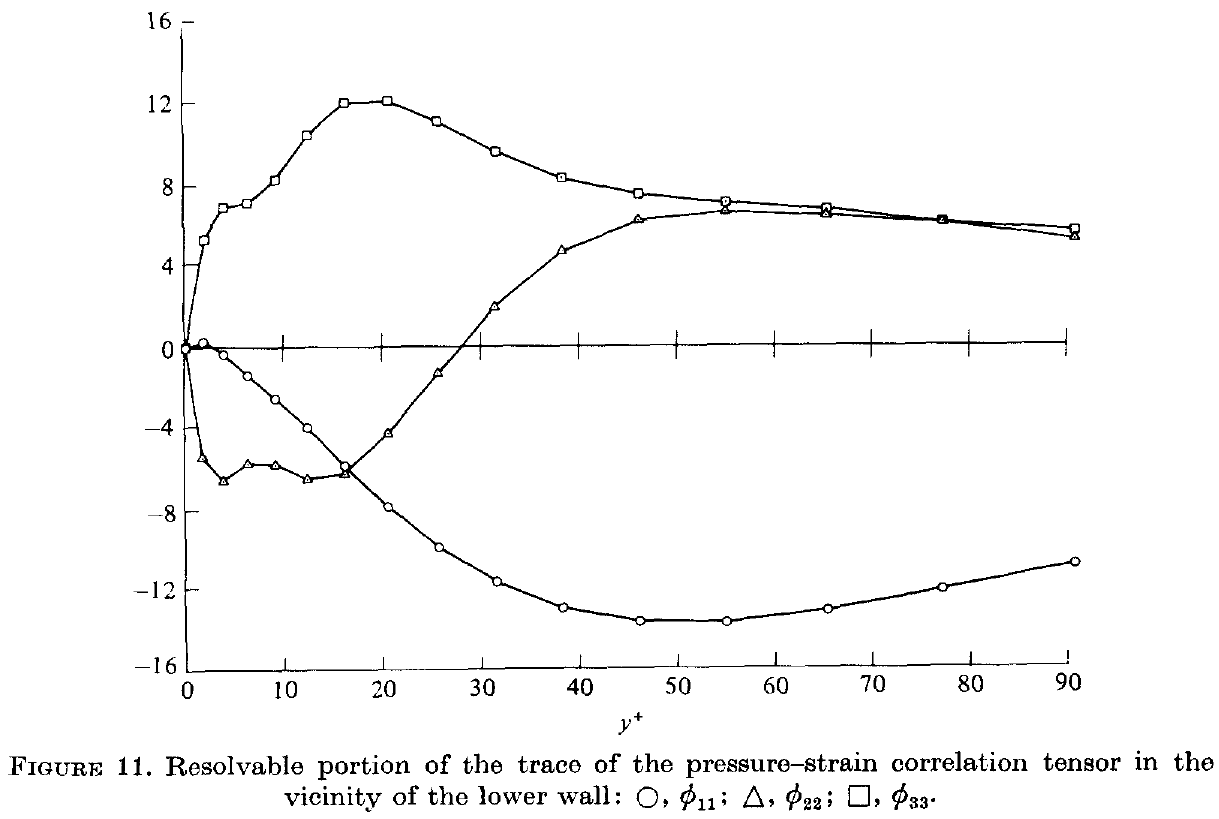 16
12
8
4
0
−4
−8
−12
−16
0 10 20 30 40 50 60 70 80 90
y+
FIGURE 11. Resolvable portion of the trace of the pressure–strain correlation tensor in the
vicinity of the lower wall: ○, ϕ11; △, ϕ22; □, ϕ33.